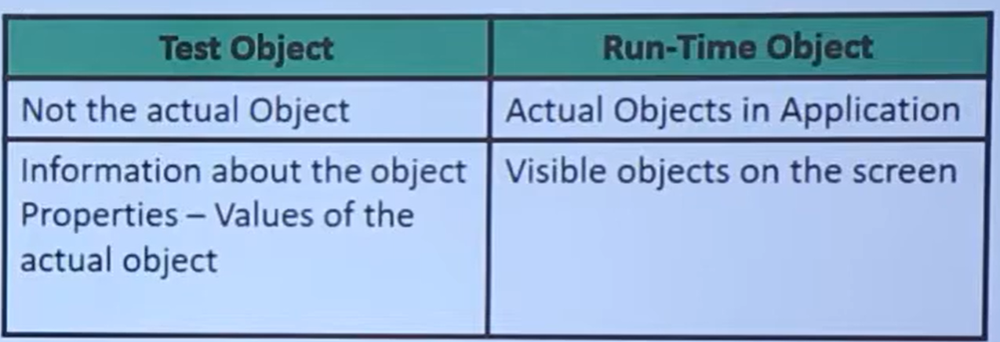 Test Object
Run-Time Object
Not the actual Object
Actual Objects in Application
Information about the object
Properties – Values of the
actual object
Visible objects on the screen